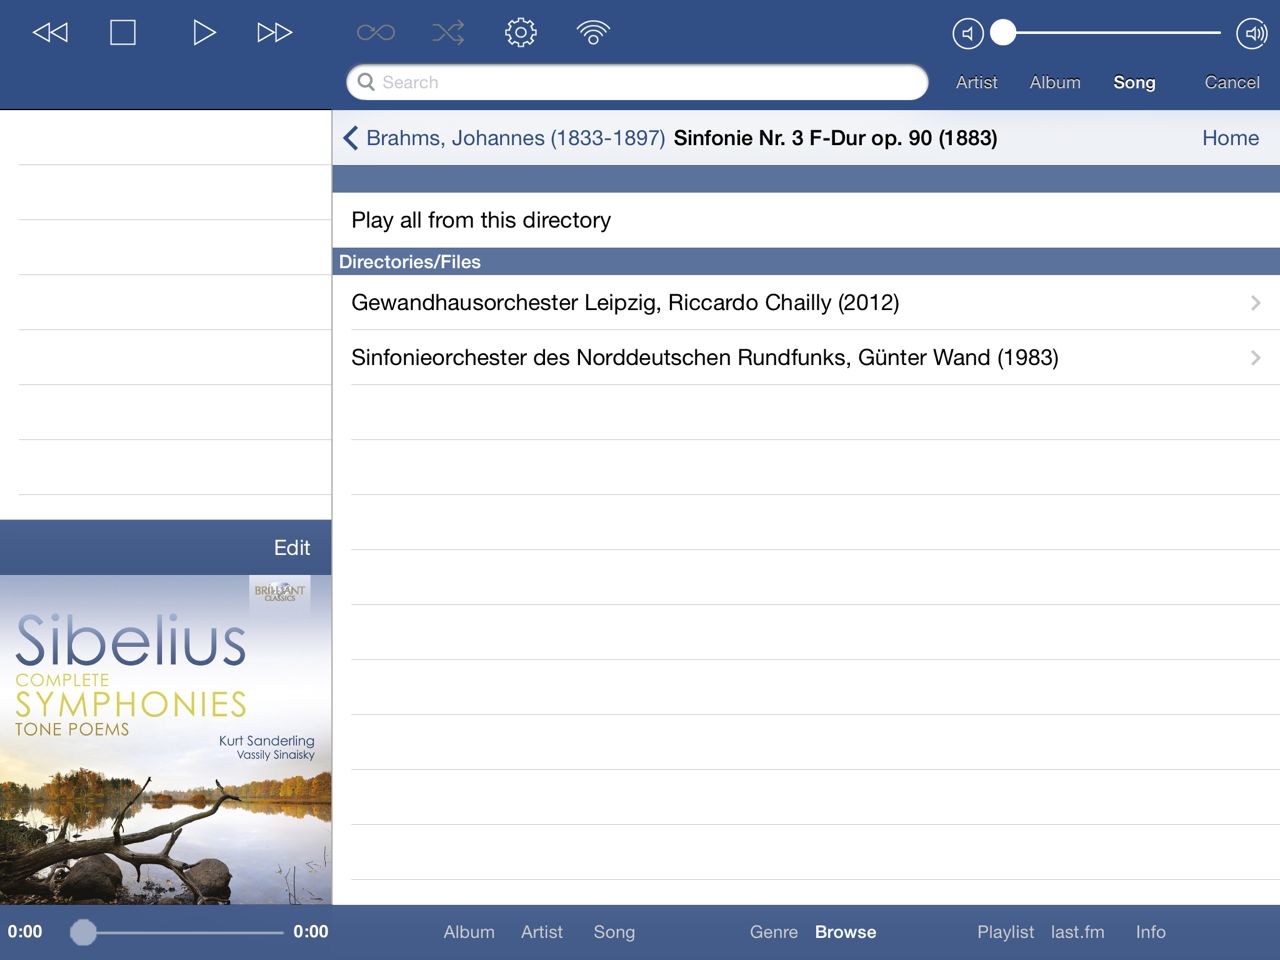 Search
Artist Album Song Cancel
Brahms, Johannes (1833-1897) Sinfonie Nr. 3 F-Dur op. 90 (1883) Home
Play all from this directory
Directories/Files
Gewandhausorchester Leipzig, Riccardo Chailly (2012)
Sinfonieorchester des Norddeutschen Rundfunks, Günter Wand (1983)
Edit
BRILLIANT
CLASSICS
Sibelius
COMPLETE
SYMPHONIES
TONE POEMS
Kurt Sanderling
Vassily Sinaisky
0:00 0:00 Album Artist Song Genre Browse Playlist last.fm Info